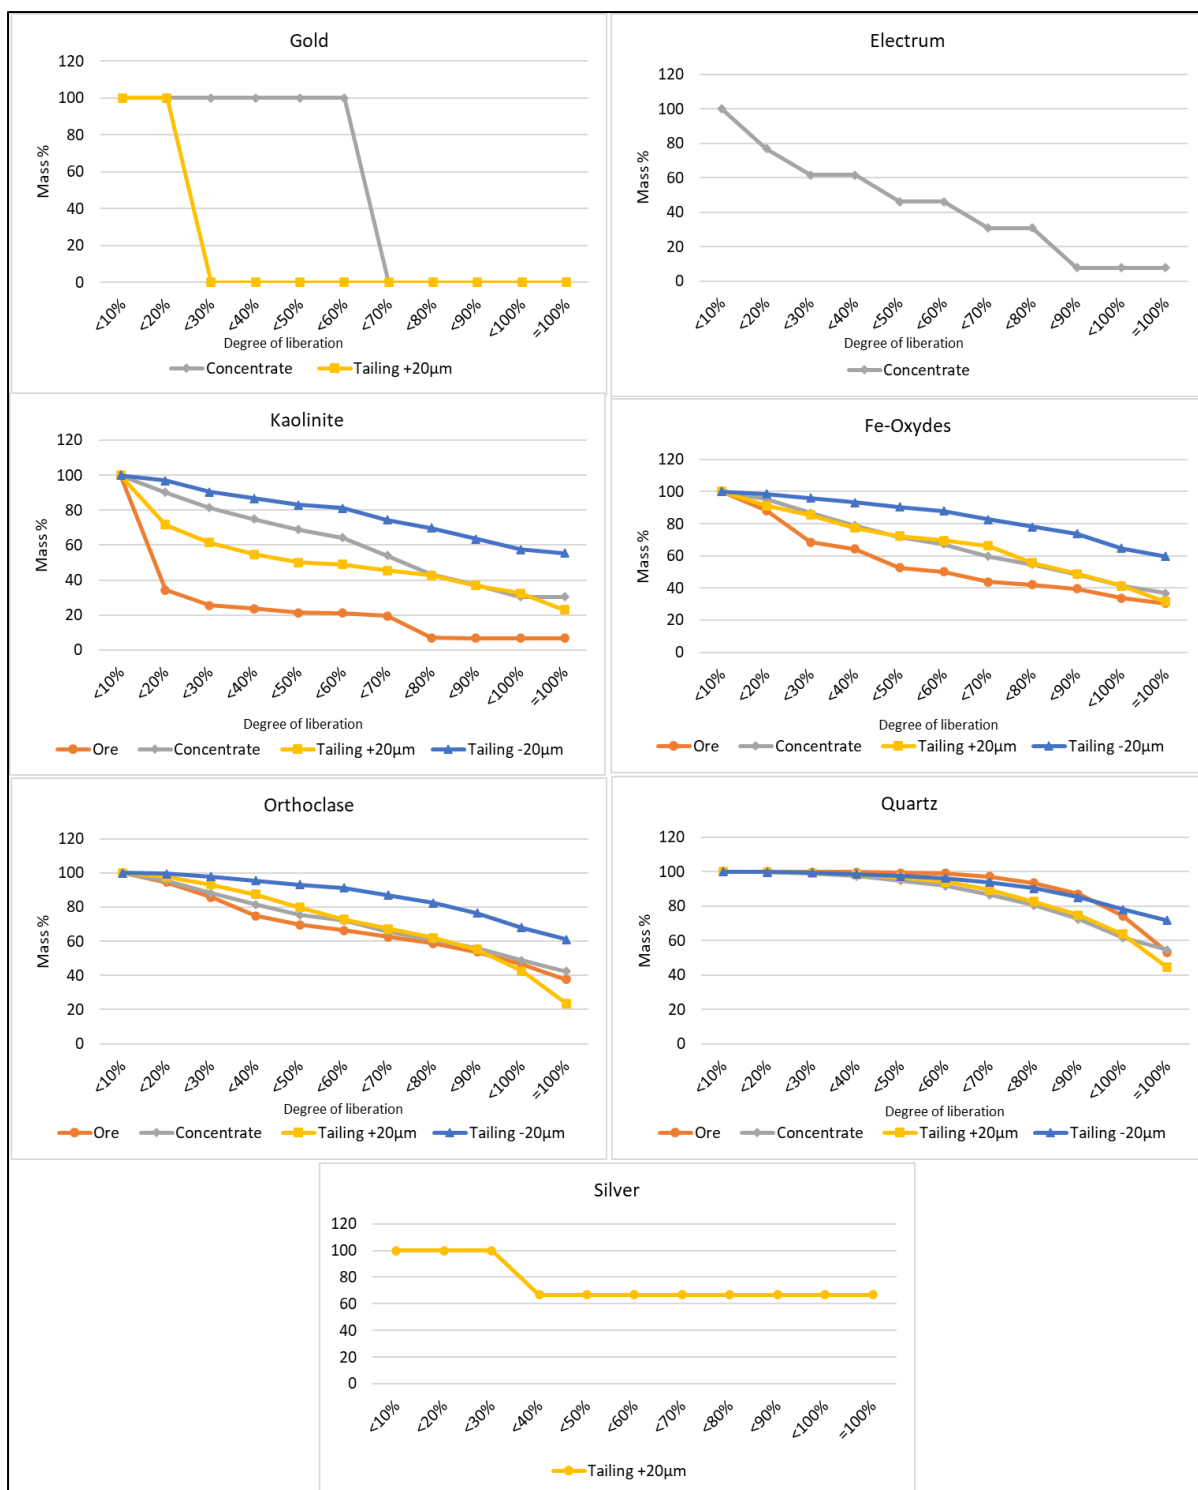 Gold
120
100
80
60
40
20
0
Mass %
<10% <20% <30% <40% <50% <60% <70% <80% <90% <100% =100%
Degree of liberation
Concentrate Tailing +20µm
Electrum
120
100
80
60
40
20
0
Mass %
<10% <20% <30% <40% <50% <60% <70% <80% <90% <100% =100%
Degree of liberation
Concentrate
Kaolinite
120
100
80
60
40
20
0
Mass %
<10% <20% <30% <40% <50% <60% <70% <80% <90% <100% =100%
Degree of liberation
Ore Concentrate Tailing +20µm Tailing -20µm
Fe-Oxydes
120
100
80
60
40
20
0
Mass %
<10% <20% <30% <40% <50% <60% <70% <80% <90% <100% =100%
Degree of liberation
Ore Concentrate Tailing +20µm Tailing -20µm
Orthoclase
120
100
80
60
40
20
0
Mass %
<10% <20% <30% <40% <50% <60% <70% <80% <90% <100% =100%
Degree of liberation
Ore Concentrate Tailing +20µm Tailing -20µm
Quartz
120
100
80
60
40
20
0
Mass %
<10% <20% <30% <40% <50% <60% <70% <80% <90% <100% =100%
Degree of liberation
Ore Concentrate Tailing +20µm Tailing -20µm
Silver
120
100
80
60
40
20
0
<10% <20% <30% <40% <50% <60% <70% <80% <90% <100% =100%
Tailing +20µm